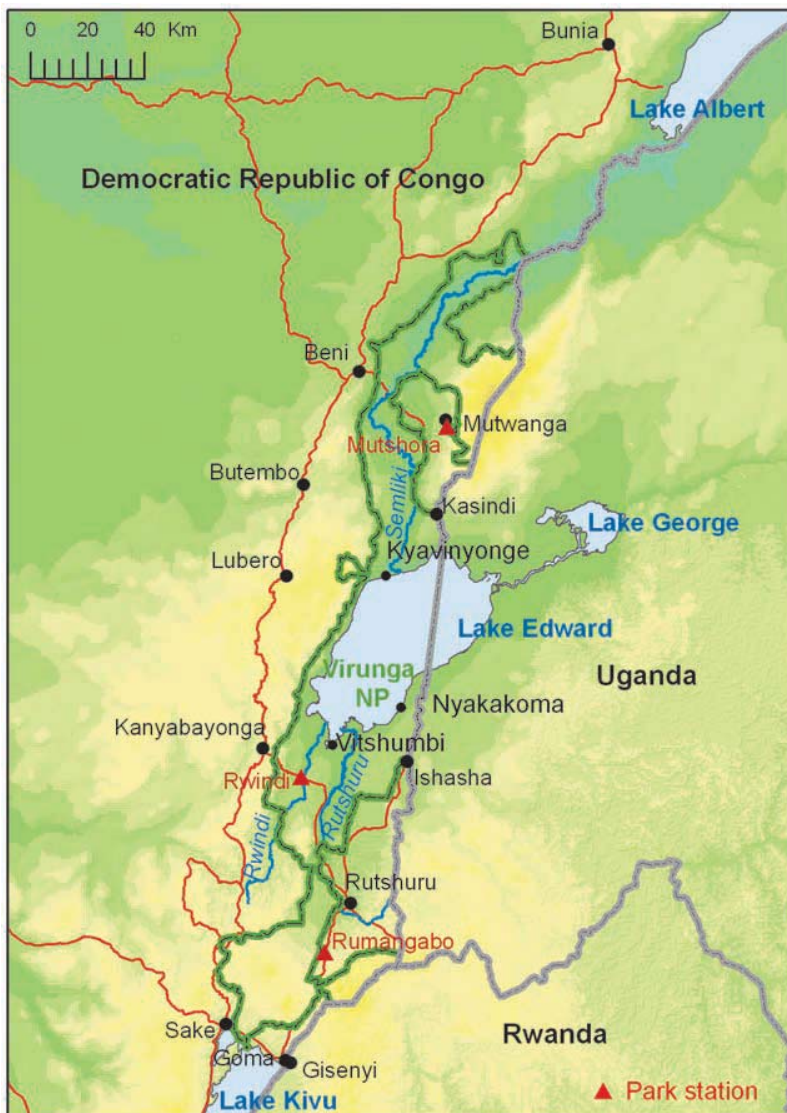 0 20 40 Km
Bunia
Lake Albert
Democratic Republic of Congo
Beni
Mutwanga
Mutshora
Butembo
Semliki
Kasindi
Lake George
Kyavinyonge
Lubero
Lake Edward
Virunga
NP
Uganda
Nyakakoma
Kanyabayonga
Vitshumbi
Rwindi
Ishasha
Rutshuru
Rwindi
Rutshuru
Rumangabo
Sake
Rwanda
Goma
Gisenyi
Lake Kivu
Park station